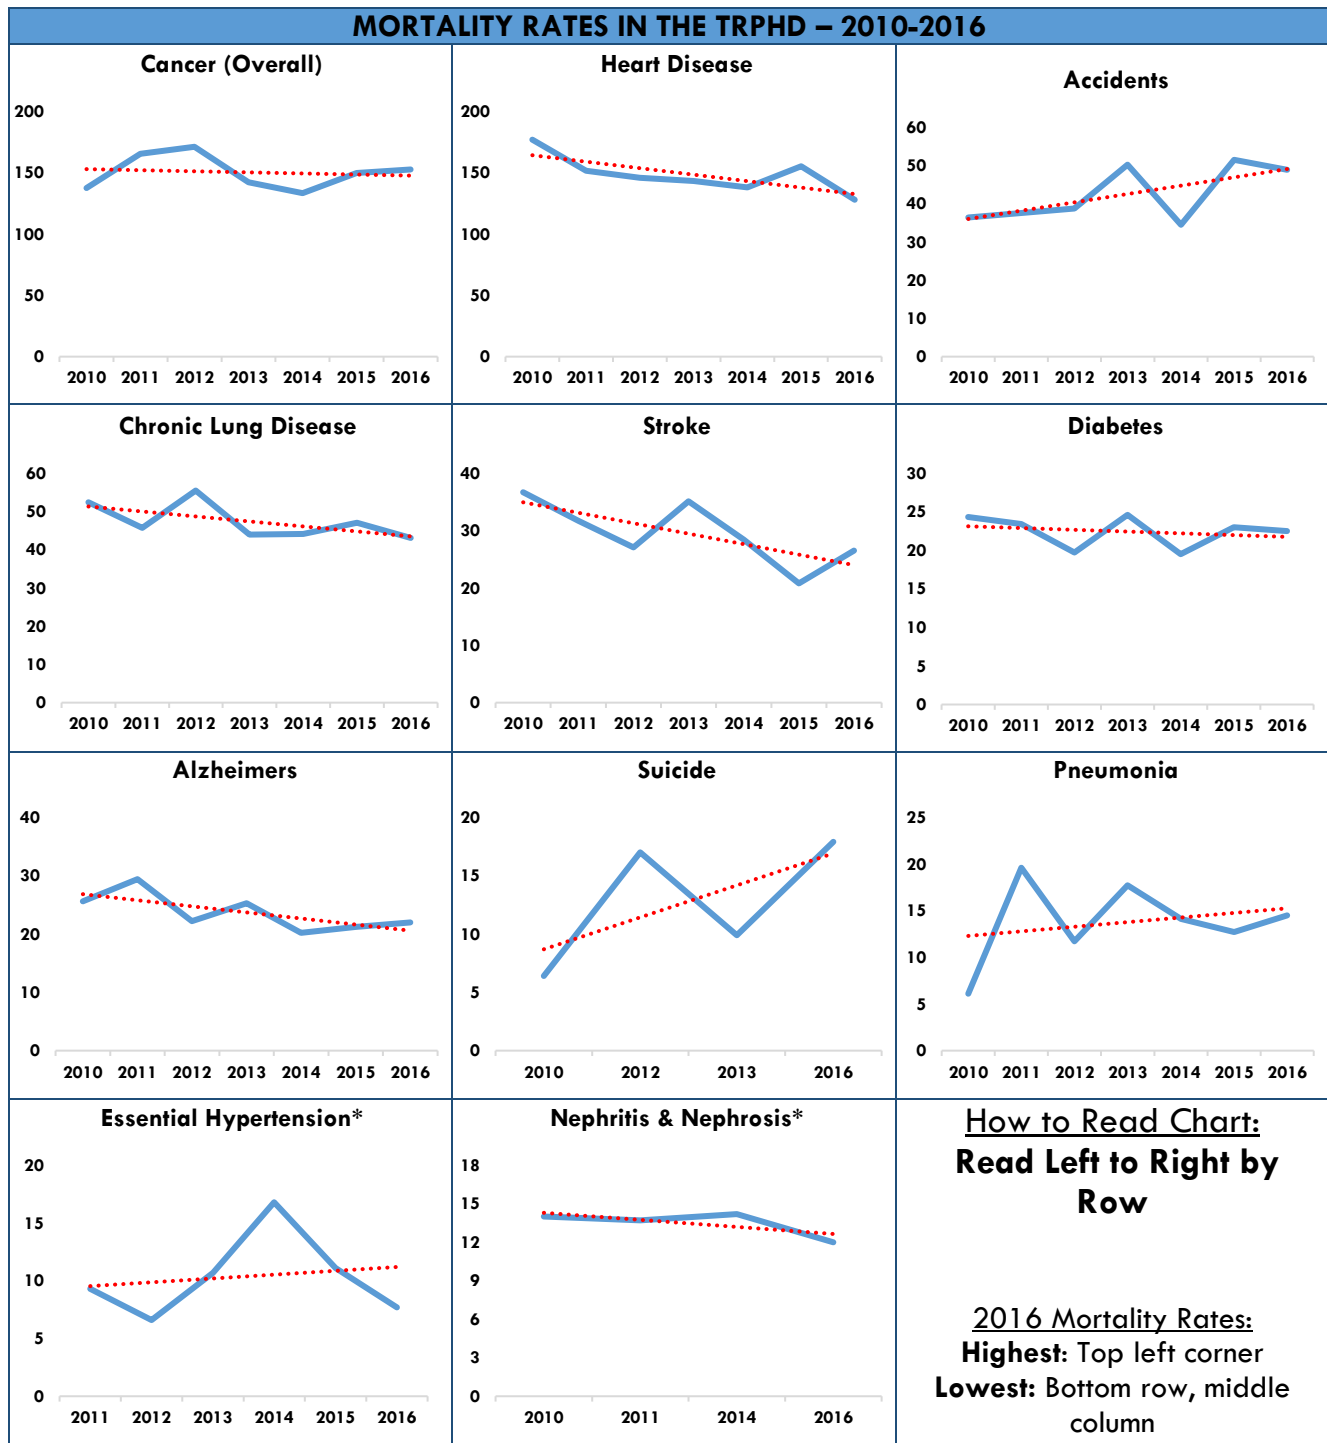 MORTALITY RATES IN THE TRPHD – 2010-2016
Cancer (Overall)
200
150
100
50
0
2010 2011 2012 2013 2014 2015 2016
Heart Disease
200
150
100
50
0
2010 2011 2012 2013 2014 2015 2016
Accidents
60
50
40
30
20
10
0
2010 2011 2012 2013 2014 2015 2016
Chronic Lung Disease
60
50
40
30
20
10
0
2010 2011 2012 2013 2014 2015 2016
Stroke
40
30
20
10
0
2010 2011 2012 2013 2014 2015 2016
Diabetes
30
25
20
15
10
5
0
2010 2011 2012 2013 2014 2015 2016
Alzheimers
40
30
20
10
0
2010 2011 2012 2013 2014 2015 2016
Suicide
20
15
10
5
0
2010 2012 2013 2016
Pneumonia
25
20
15
10
5
0
2010 2011 2012 2013 2014 2015 2016
Essential Hypertension*
20
15
10
5
0
2011 2012 2013 2014 2015 2016
Nephritis & Nephrosis*
18
15
12
9
6
3
0
2010 2011 2014 2016
How to Read Chart:
Read Left to Right by
Row
2016 Mortality Rates:
Highest: Top left corner
Lowest: Bottom row, middle
column